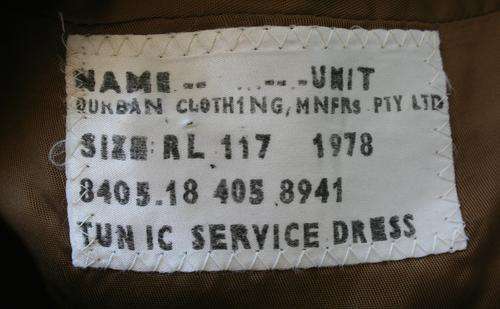 NAME -- ... -- - UNIT
DURBAN CLOTHING, MNFRS PTY LTD
SIZE RL 117 1978
8405.18 405 8941
TUNIC SERVICE DRESS